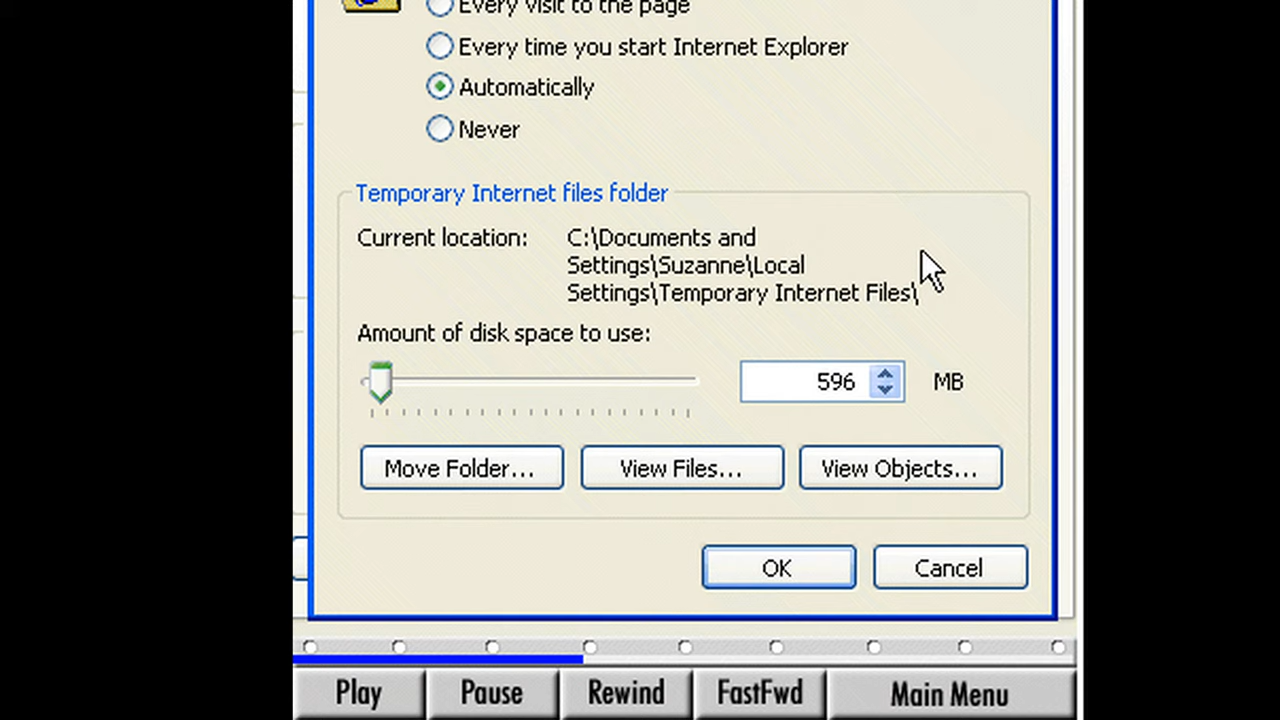 Every visit to the page
Every time you start Internet Explorer
Automatically
Never
Temporary Internet files folder
Current location: C:\Documents and
Settings\Suzanne\Local
Settings\Temporary Internet Files\
Amount of disk space to use:
596 MB
Move Folder... View Files... View Objects...
OK Cancel
Play Pause Rewind FastFwd Main Menu